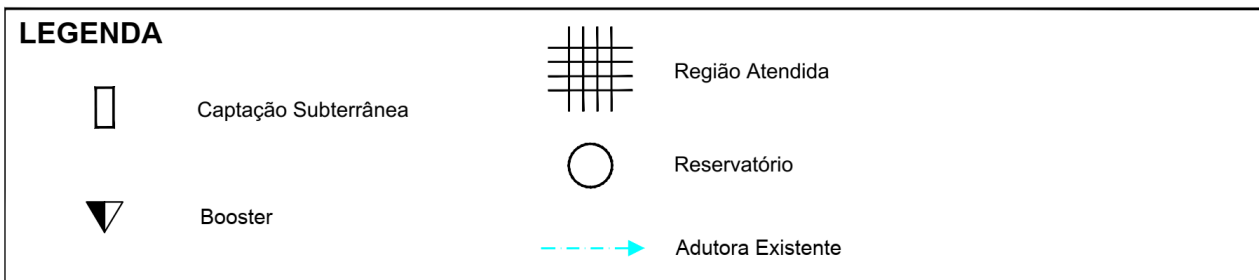 LEGENDA
Captação Subterrânea
Booster
Região Atendida
Reservatório
Adutora Existente